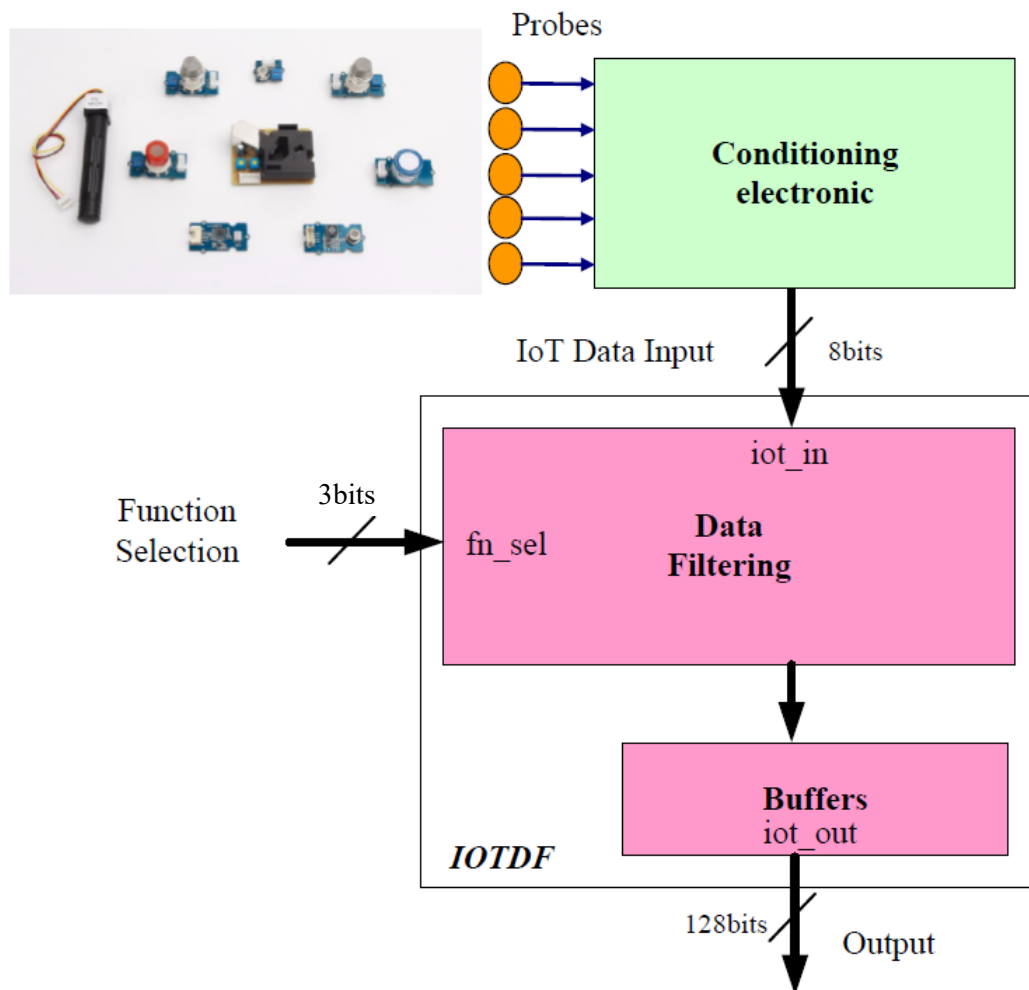 Probes
Conditioning
electronic
IoT Data Input
8bits
iot_in
3bits
Function
Selection
fn_sel
Data
Filtering
Buffers
iot_out
IOTDF
128bits
Output